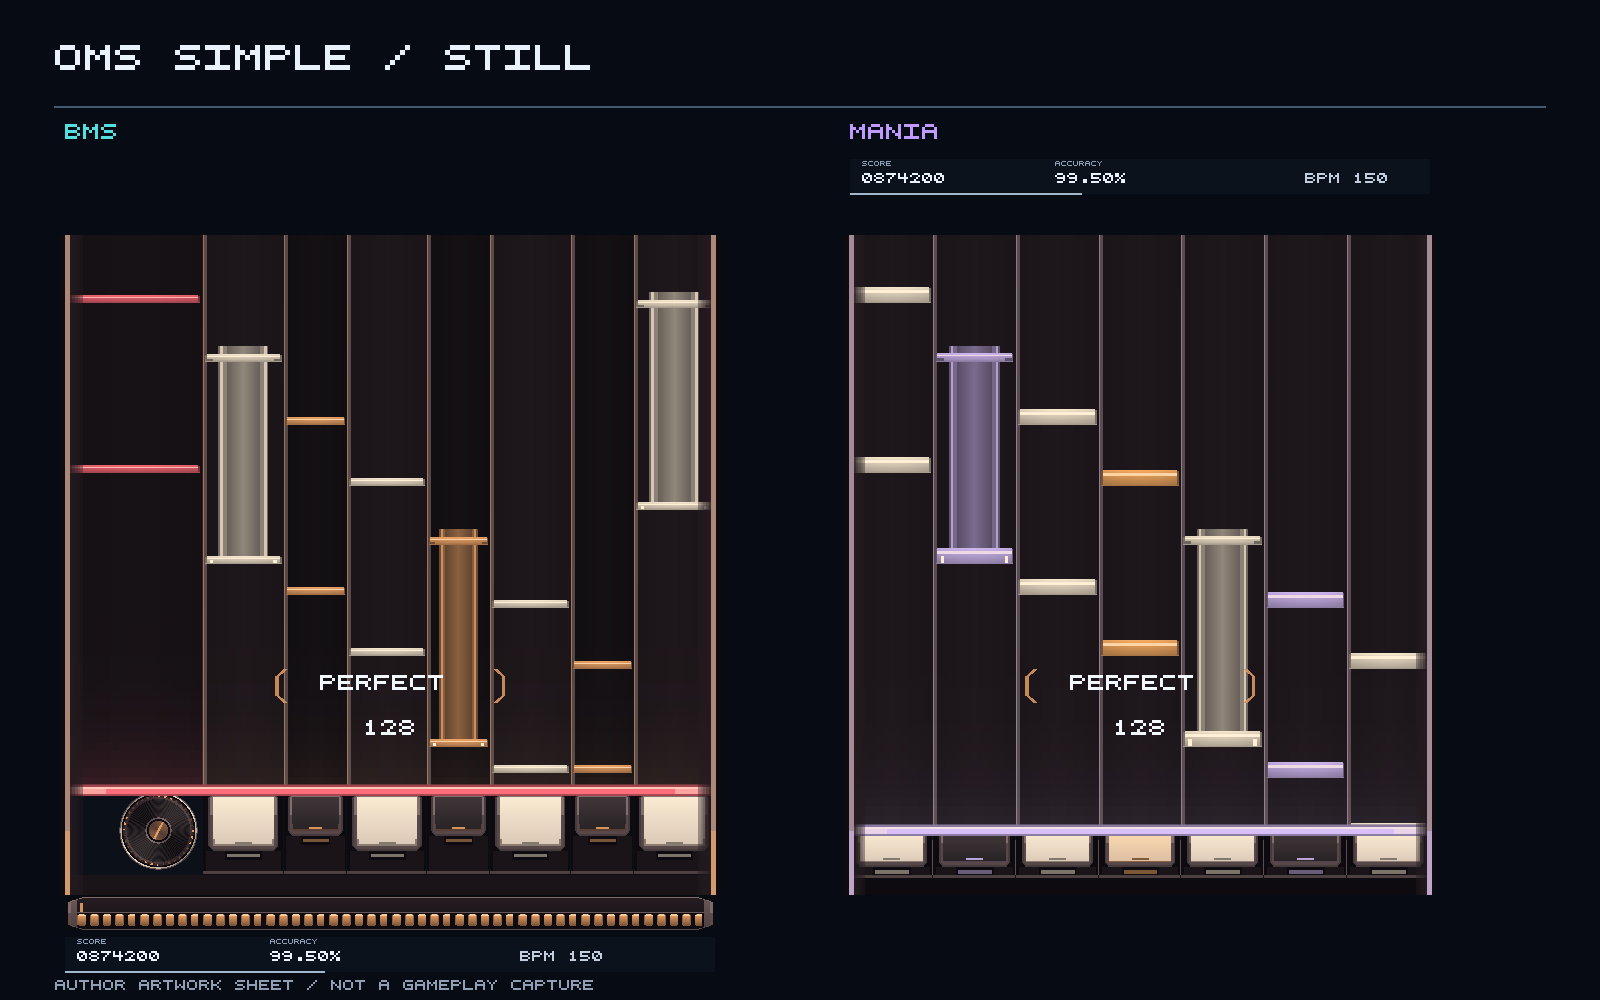 OMS SIMPLE / STILL
BMS
MANIA
SCORE ACCURACY
0874200 99.50% BPM 150
PERFECT
128
PERFECT
128
SCORE ACCURACY
0874200 99.50% BPM 150
AUTHOR ARTWORK SHEET / NOT A GAMEPLAY CAPTURE